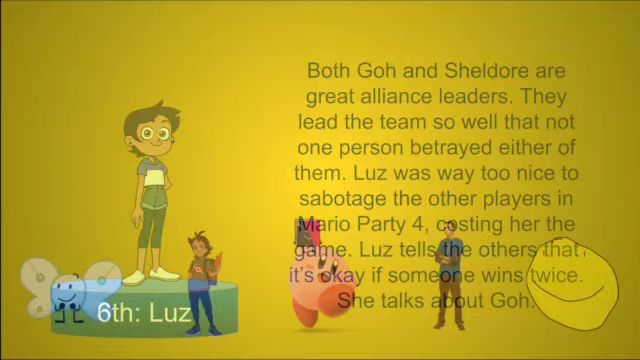 Both Goh and Sheldore are
great alliance leaders. They
lead the team so well that not
one person betrayed either of
them. Luz was way too nice to
sabotage the other players in
Mario Party 4, costing her the
game. Luz tells the others that
it's okay if someone wins twice.
She talks about Goh.
6th: Luz